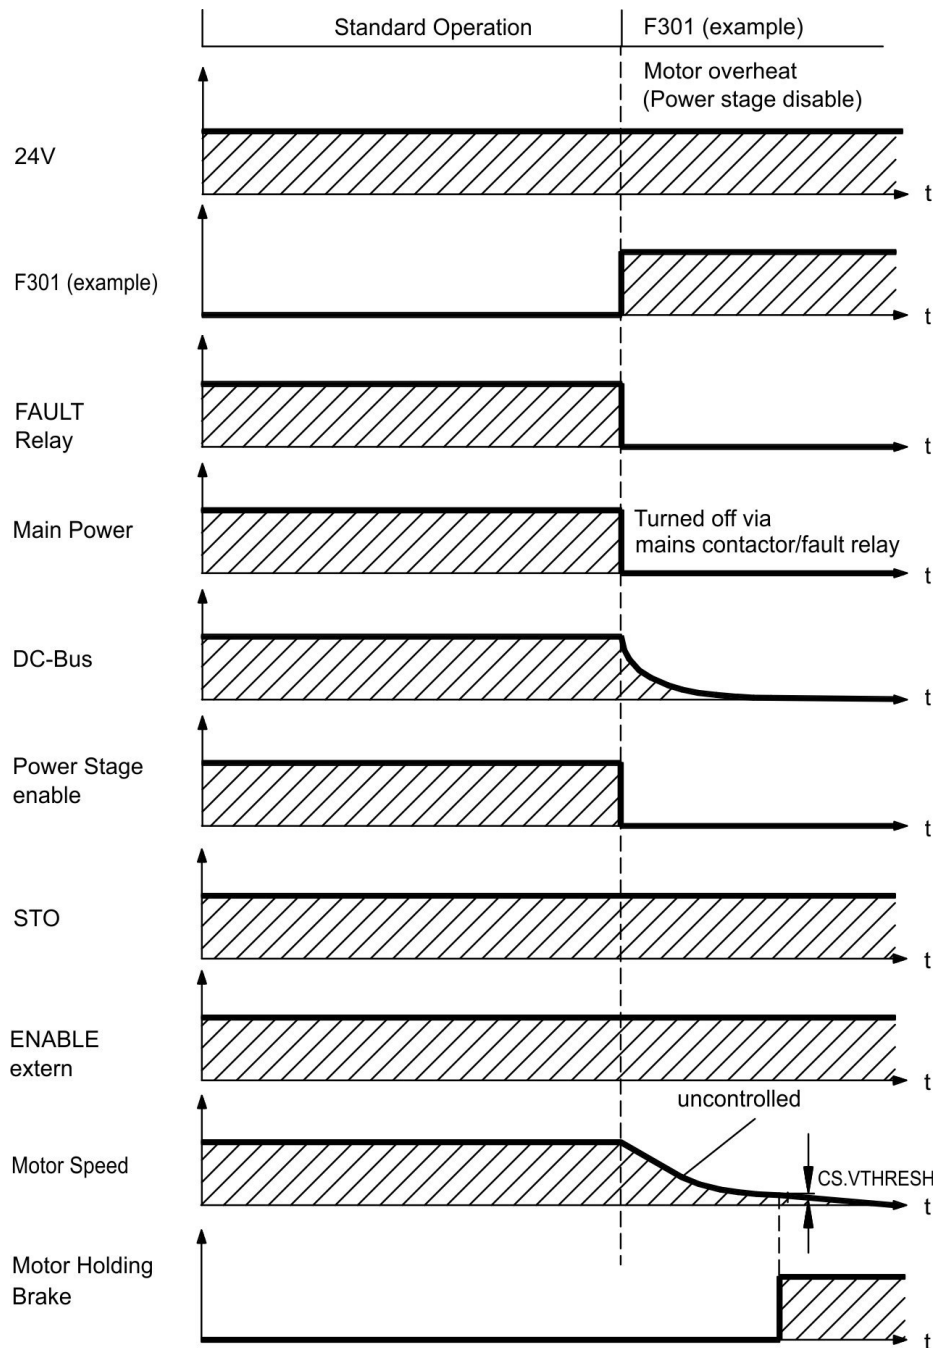 Standard Operation
F301 (example)
Motor overheat
(Power stage disable)
24V
t
F301 (example)
t
FAULT
Relay
t
Main Power
Turned off via
mains contactor/fault relay
t
DC-Bus
t
Power Stage
enable
t
STO
t
ENABLE
extern
t
uncontrolled
Motor Speed
CS.VTHRESH
t
Motor Holding
Brake
t